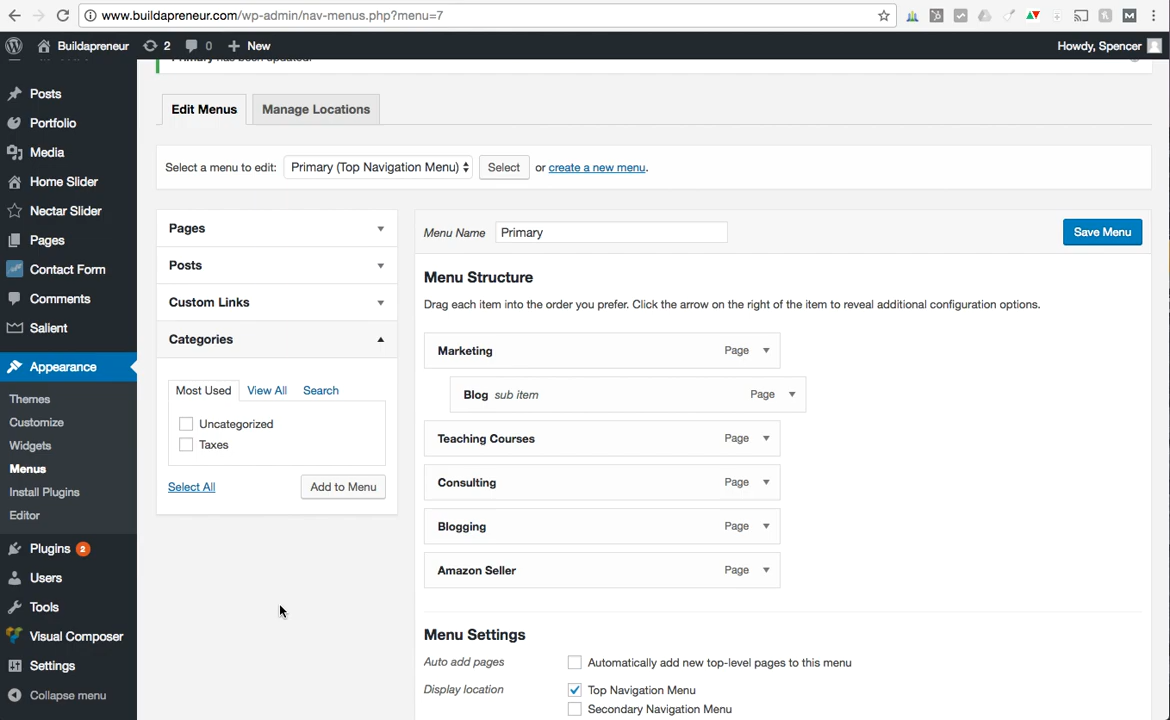 www.buildapreneur.com/wp-admin/nav-menus.php?menu=7
Buildapreneur 2 0 New Howdy, Spencer
Primary has been updated.
Posts
Portfolio
Media
Home Slider
Nectar Slider
Pages
Contact Form
Comments
Salient
Appearance
Themes
Customize
Widgets
Menus
Install Plugins
Editor
Plugins 2
Users
Tools
Visual Composer
Settings
Collapse menu
Edit Menus Manage Locations
Select a menu to edit: Primary (Top Navigation Menu) Select or create a new menu.
Pages
Posts
Custom Links
Categories
Most Used View All Search
Uncategorized
Taxes
Select All Add to Menu
Menu Name Primary Save Menu
Menu Structure
Drag each item into the order you prefer. Click the arrow on the right of the item to reveal additional configuration options.
Marketing Page
Blog sub item Page
Teaching Courses Page
Consulting Page
Blogging Page
Amazon Seller Page
Menu Settings
Auto add pages Automatically add new top-level pages to this menu
Display location Top Navigation Menu
Secondary Navigation Menu